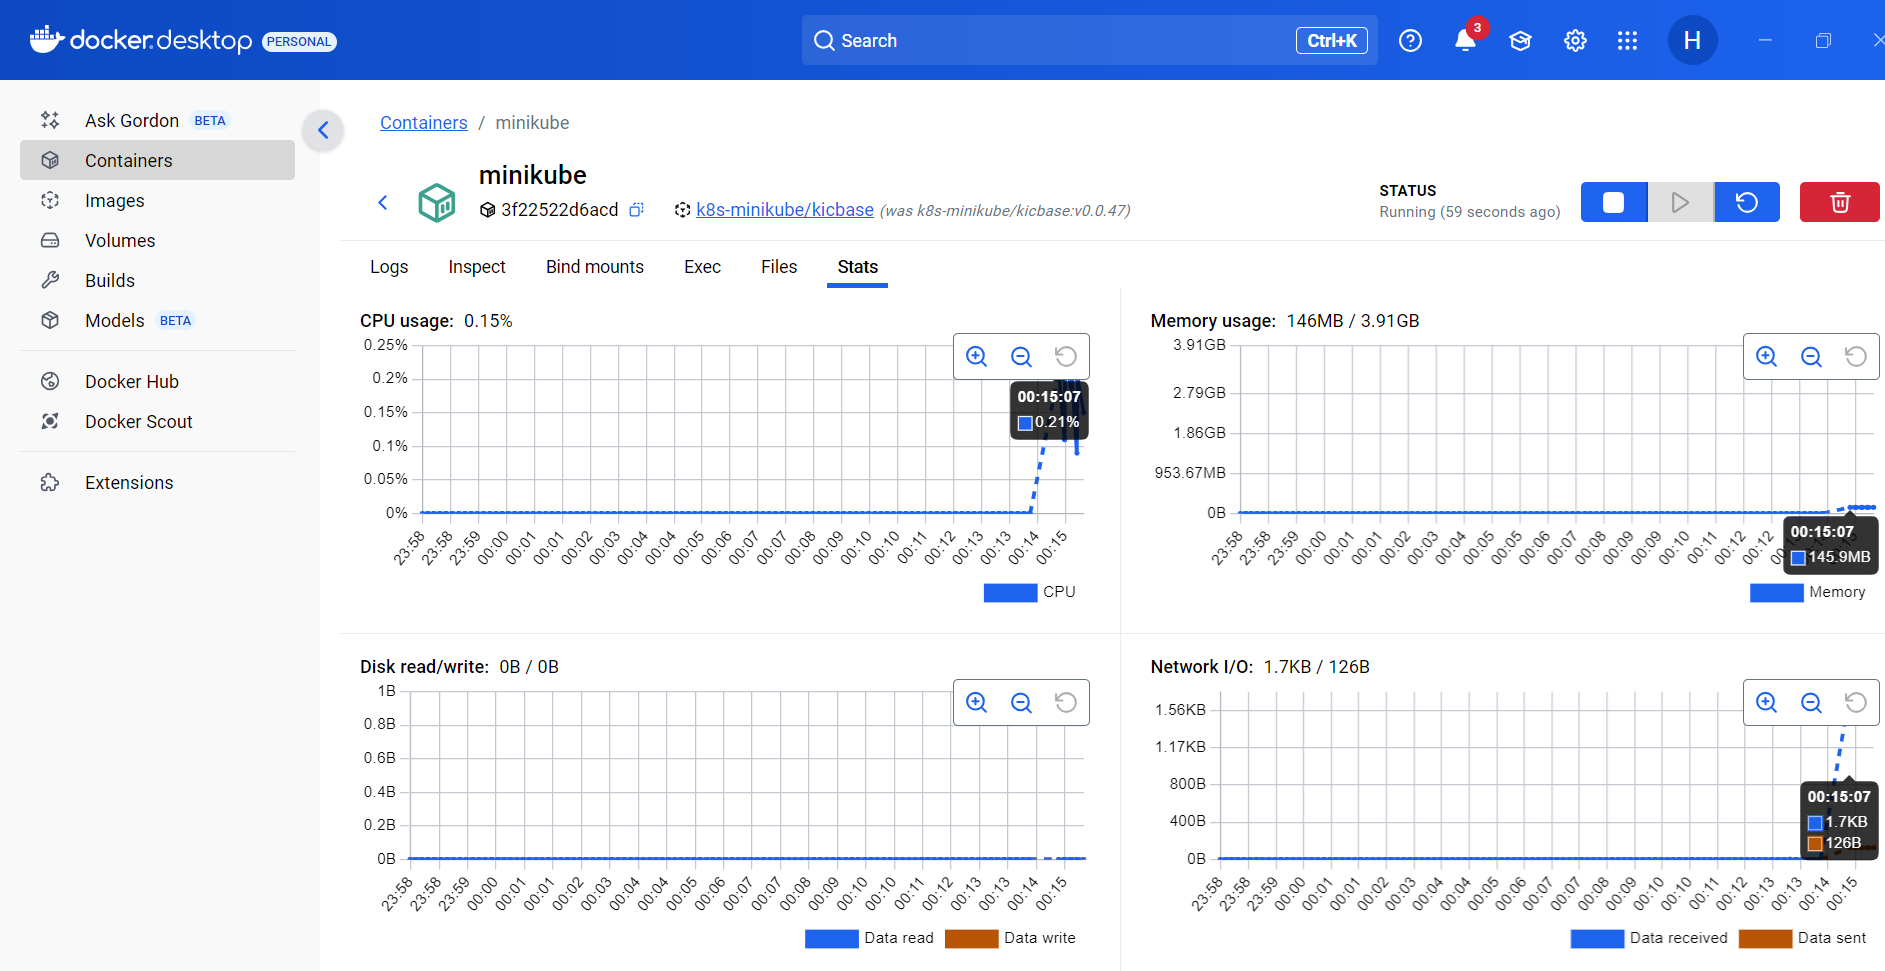 docker.desktop PERSONAL
Search
Ctrl+K
3
H
Ask Gordon BETA
Containers
Images
Volumes
Builds
Models BETA
Docker Hub
Docker Scout
Extensions
Containers / minikube
minikube
3f22522d6acd
k8s-minikube/kicbase (was k8s-minikube/kicbase:v0.0.47)
STATUS
Running (59 seconds ago)
Logs Inspect Bind mounts Exec Files Stats
CPU usage: 0.15%
0.25%
0.2%
0.15%
0.1%
0.05%
0%
00:15:07
0.21%
23:58 23:58 23:59 00:00 00:01 00:01 00:02 00:03 00:04 00:04 00:05 00:06 00:07 00:07 00:08 00:09 00:10 00:10 00:11 00:12 00:13 00:13 00:14 00:15
CPU
Memory usage: 146MB / 3.91GB
3.91GB
2.79GB
1.86GB
953.67MB
0B
00:15:07
145.9MB
23:58 23:58 23:59 00:00 00:01 00:01 00:02 00:03 00:04 00:05 00:05 00:06 00:07 00:08 00:09 00:09 00:10 00:11 00:12 00:12
Memory
Disk read/write: 0B / 0B
1B
0.8B
0.6B
0.4B
0.2B
0B
23:58 23:58 23:59 00:00 00:01 00:01 00:02 00:03 00:04 00:04 00:05 00:06 00:07 00:07 00:08 00:09 00:10 00:10 00:11 00:12 00:13 00:13 00:14 00:15
Data read Data write
Network I/O: 1.7KB / 126B
1.56KB
1.17KB
800B
400B
0B
00:15:07
1.7KB
126B
23:58 23:58 23:59 00:00 00:01 00:01 00:02 00:03 00:04 00:04 00:05 00:06 00:07 00:07 00:08 00:09 00:10 00:10 00:11 00:12 00:13 00:13 00:14 00:15
Data received Data sent